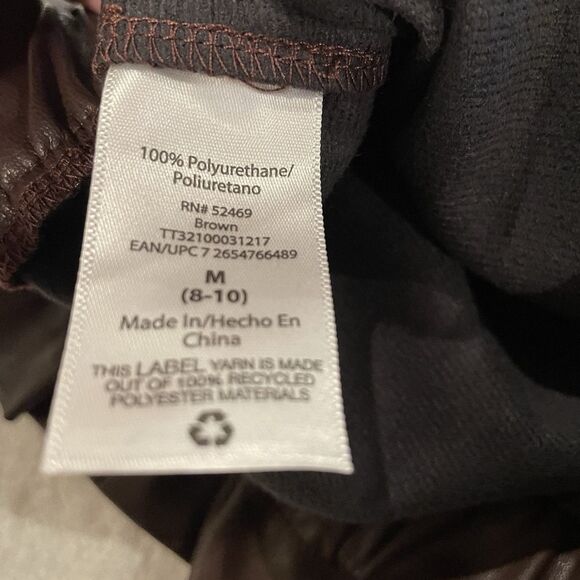 100% Polyurethane/
Poliuretano
RN# 52469
Brown
TT32100031217
EAN/UPC 7 2654766489
M
(8-10)
Made In/Hecho En
China
THIS LABEL YARN IS MADE
OUT OF 100% RECYCLED
POLYESTER MATERIALS